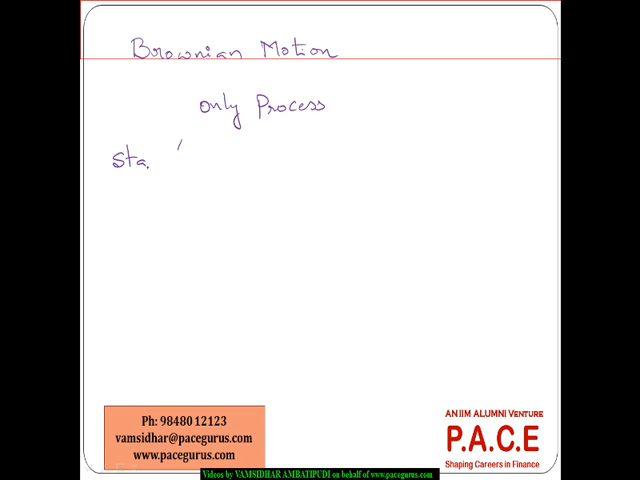 Brownian Motion
only Process
Sta
Ph: 98480 12123
vamsidhar@pacegurus.com
www.pacegurus.com
AN IIM ALUMNI VENTURE
P.A.C.E
Shaping Careers in Finance
Videos by VAMSIDHAR AMBATIPUDI on behalf of www.pacegurus.com